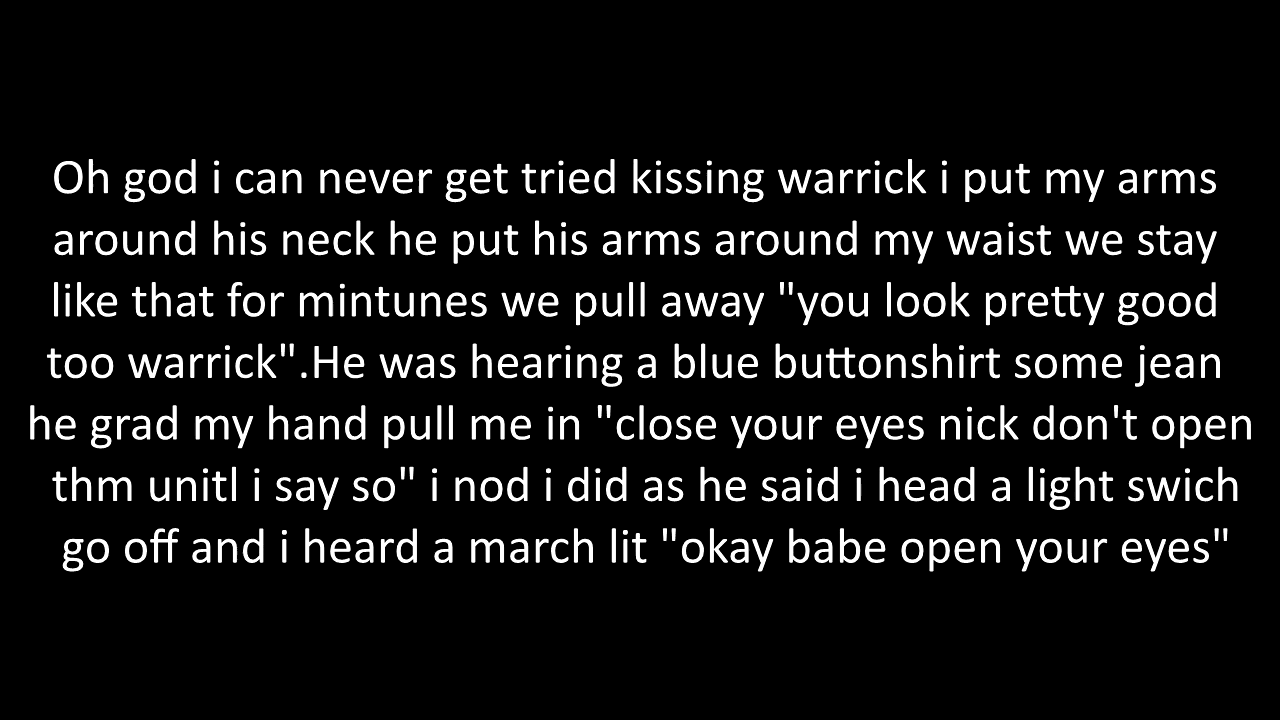 Oh god i can never get tried kissing warrick i put my arms
around his neck he put his arms around my waist we stay
like that for mintunes we pull away "you look pretty good
too warrick".He was hearing a blue buttonshirt some jean
he grad my hand pull me in "close your eyes nick don't open
thm unitl i say so" i nod i did as he said i head a light swich
go off and i heard a march lit "okay babe open your eyes"